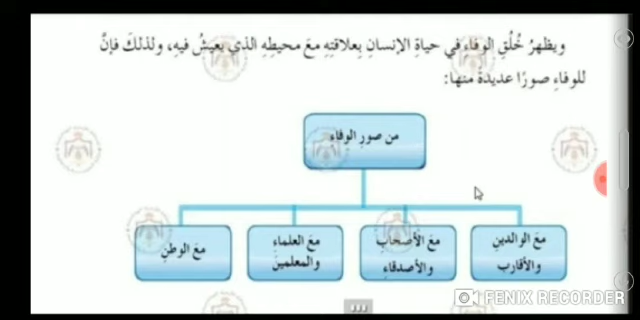 ويظهرُ خُلُقِ الوفاءِ في حياةِ الإنسانِ بِعلاقتِهِ معَ محيطِهِ الذي يعيشُ فيهِ، ولذلكَ فإنَّ
للوفاءِ صورًا عديدةً منها:
من صورِ الوفاءِ
معَ الوالدينِ
والأقارب
معَ الأصحاب
والأصدقاءِ
معَ العلماءِ
والمعلمينَ
معَ الوطنِ
FENIX RECORDER